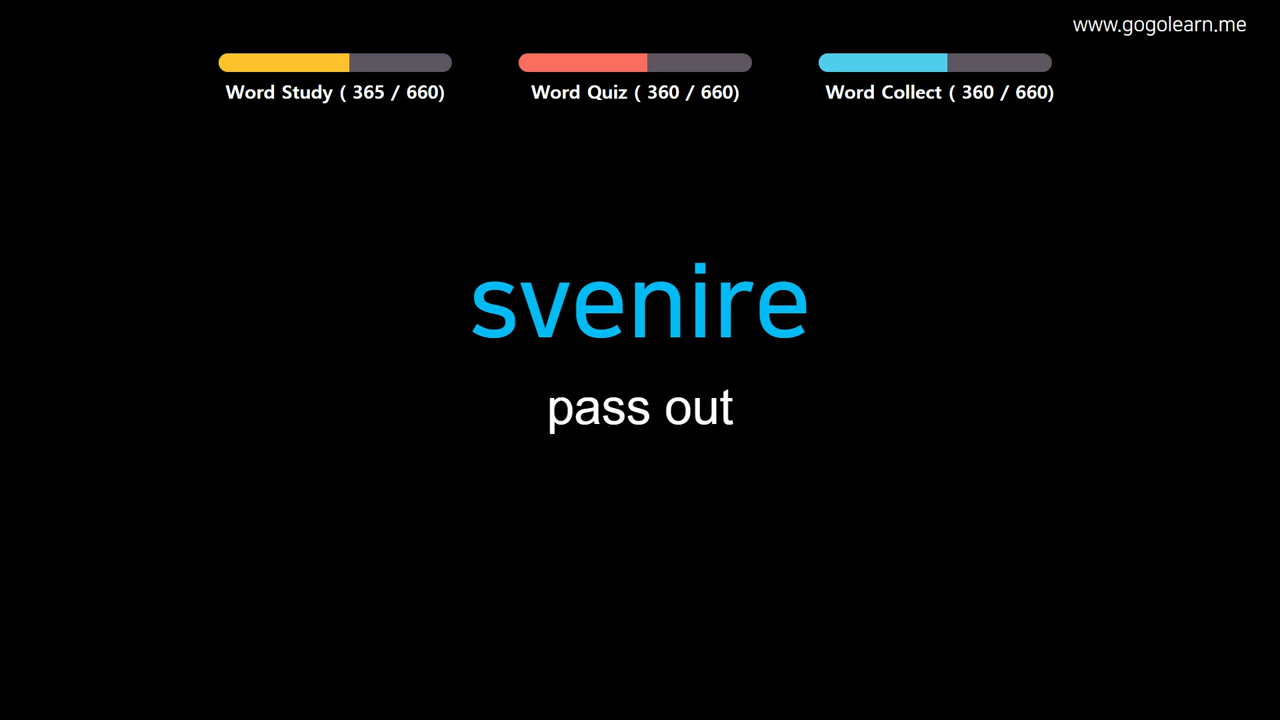 www.gogolearn.me
Word Study ( 365 / 660)
Word Quiz ( 360 / 660)
Word Collect ( 360 / 660)
svenire
pass out